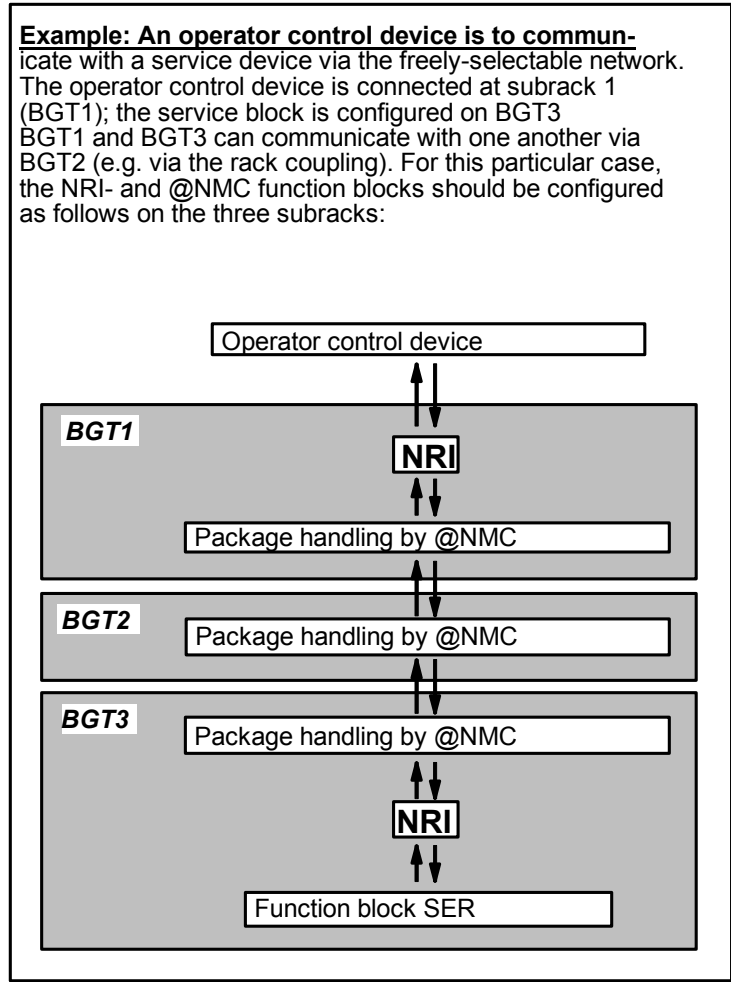 Example: An operator control device is to commun-
icate with a service device via the freely-selectable network.
The operator control device is connected at subrack 1
(BGT1); the service block is configured on BGT3
BGT1 and BGT3 can communicate with one another via
BGT2 (e.g. via the rack coupling). For this particular case,
the NRI- and @NMC function blocks should be configured
as follows on the three subracks:
Operator control device
BGT1
NRI
Package handling by @NMC
BGT2
Package handling by @NMC
BGT3
Package handling by @NMC
NRI
Function block SER